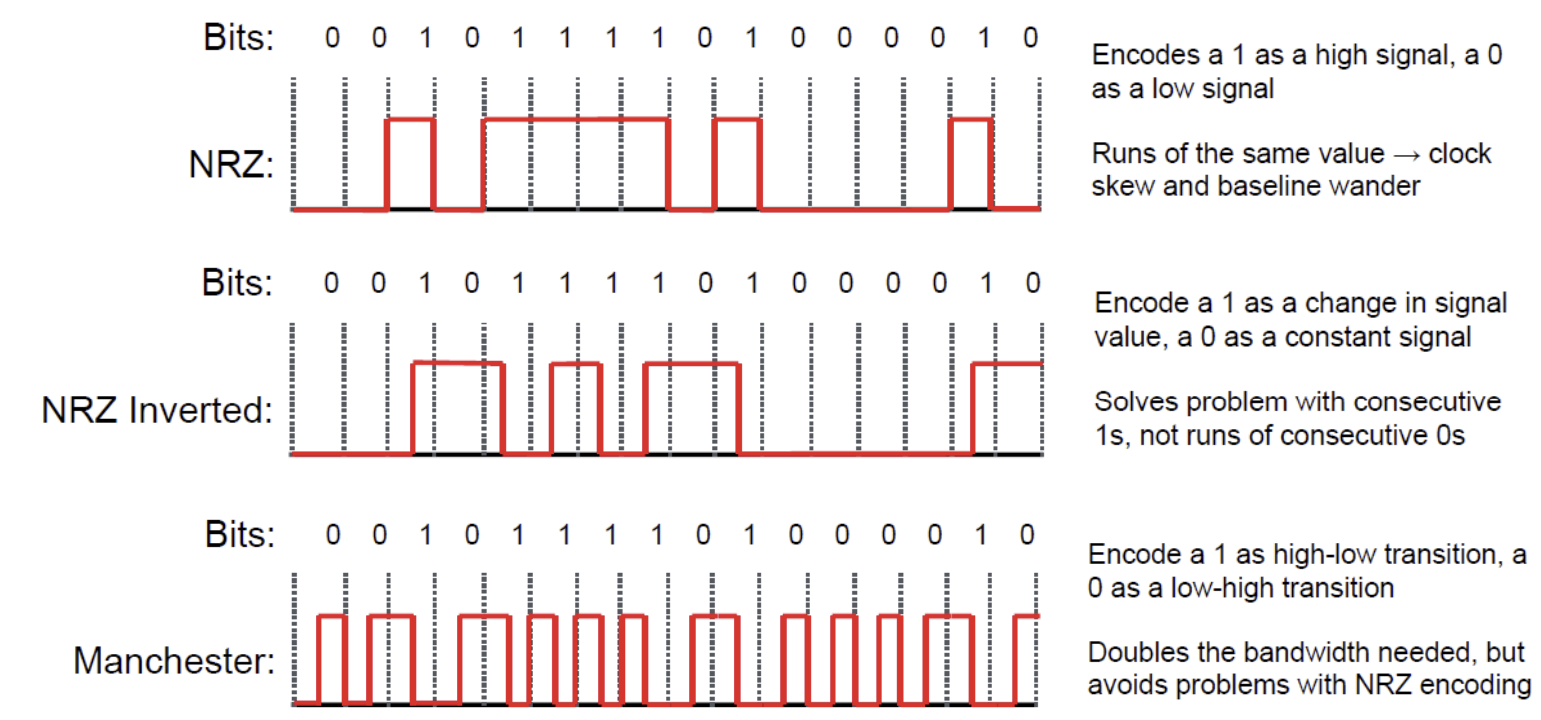 Bits: 0 0 1 0 1 1 1 1 0 1 0 0 0 0 1 0
Encodes a 1 as a high signal, a 0
as a low signal
NRZ:
Runs of the same value → clock
skew and baseline wander
Bits: 0 0 1 0 1 1 1 1 0 1 0 0 0 0 1 0
Encode a 1 as a change in signal
value, a 0 as a constant signal
NRZ Inverted:
Solves problem with consecutive
1s, not runs of consecutive 0s
Bits: 0 0 1 0 1 1 1 1 0 1 0 0 0 0 1 0
Encode a 1 as high-low transition, a
0 as a low-high transition
Manchester:
Doubles the bandwidth needed, but
avoids problems with NRZ encoding